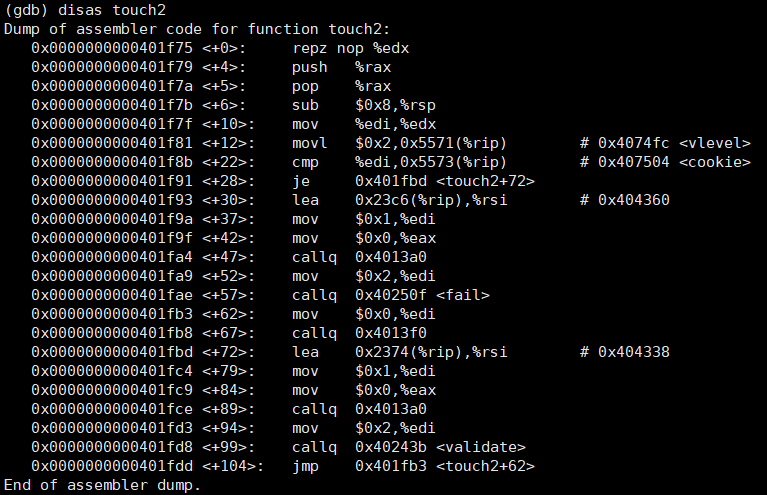 (gdb) disas touch2
Dump of assembler code for function touch2:
   0x0000000000401f75 <+0>:     repz nop %edx
   0x0000000000401f79 <+4>:     push   %rax
   0x0000000000401f7a <+5>:     pop    %rax
   0x0000000000401f7b <+6>:     sub    $0x8,%rsp
   0x0000000000401f7f <+10>:    mov    %edi,%edx
   0x0000000000401f81 <+12>:    movl   $0x2,0x5571(%rip)        # 0x4074fc <vlevel>
   0x0000000000401f8b <+22>:    cmp    %edi,0x5573(%rip)        # 0x407504 <cookie>
   0x0000000000401f91 <+28>:    je     0x401fbd <touch2+72>
   0x0000000000401f93 <+30>:    lea    0x23c6(%rip),%rsi        # 0x404360
   0x0000000000401f9a <+37>:    mov    $0x1,%edi
   0x0000000000401f9f <+42>:    mov    $0x0,%eax
   0x0000000000401fa4 <+47>:    callq  0x4013a0
   0x0000000000401fa9 <+52>:    mov    $0x2,%edi
   0x0000000000401fae <+57>:    callq  0x40250f <fail>
   0x0000000000401fb3 <+62>:    mov    $0x0,%edi
   0x0000000000401fb8 <+67>:    callq  0x4013f0
   0x0000000000401fbd <+72>:    lea    0x2374(%rip),%rsi        # 0x404338
   0x0000000000401fc4 <+79>:    mov    $0x1,%edi
   0x0000000000401fc9 <+84>:    mov    $0x0,%eax
   0x0000000000401fce <+89>:    callq  0x4013a0
   0x0000000000401fd3 <+94>:    mov    $0x2,%edi
   0x0000000000401fd8 <+99>:    callq  0x40243b <validate>
   0x0000000000401fdd <+104>:   jmp    0x401fb3 <touch2+62>
End of assembler dump.